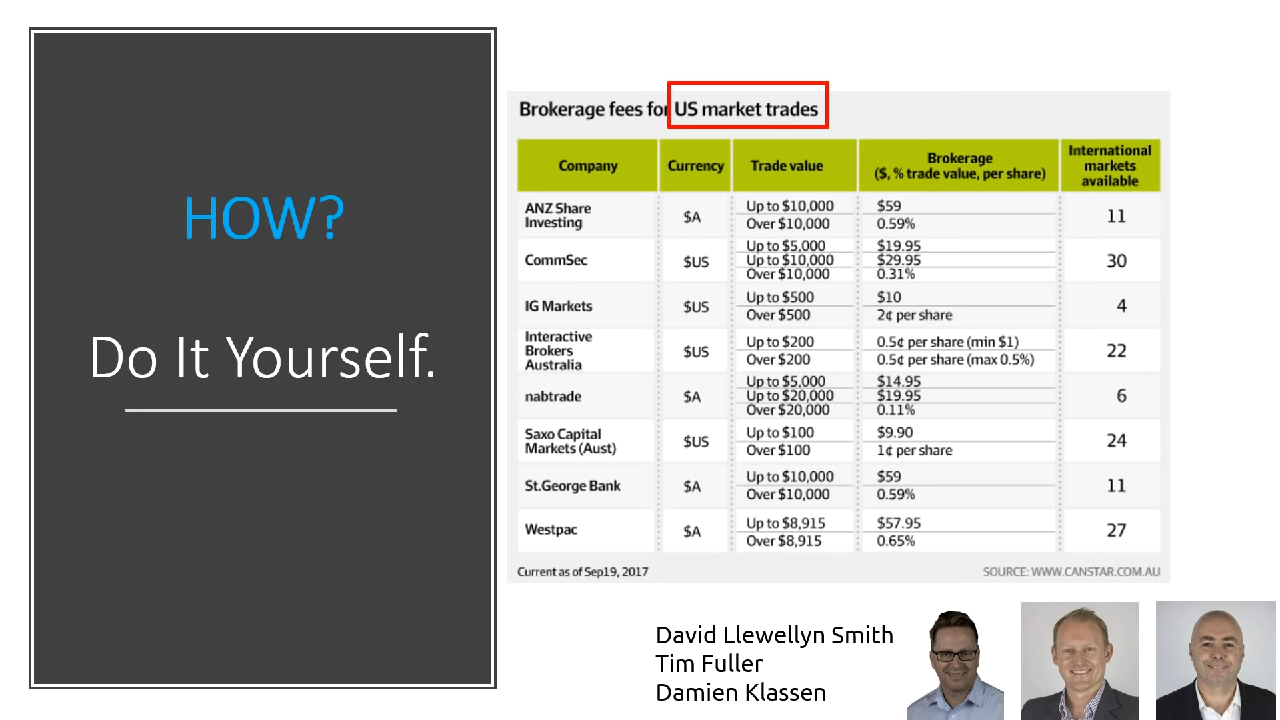 HOW?
Do It Yourself.
Brokerage fees for US market trades
Company Currency Trade value Brokerage ($, % trade value, per share) International markets available
ANZ Share Investing $A Up to $10,000 $59 11
Over $10,000 0.59%
CommSec $US Up to $5,000 $19.95 30
Up to $10,000 $29.95
Over $10,000 0.31%
IG Markets $US Up to $500 $10 4
Over $500 2¢ per share
Interactive Brokers Australia $US Up to $200 0.5¢ per share (min $1) 22
Over $200 0.5¢ per share (max 0.5%)
nabtrade $A Up to $5,000 $14.95 6
Up to $20,000 $19.95
Over $20,000 0.11%
Saxo Capital Markets (Aust) $US Up to $100 $9.90 24
Over $100 1¢ per share
St.George Bank $A Up to $10,000 $59 11
Over $10,000 0.59%
Westpac $A Up to $8,915 $57.95 27
Over $8,915 0.65%
Current as of Sep19, 2017 SOURCE: WWW.CANSTAR.COM.AU
David Llewellyn Smith
Tim Fuller
Damien Klassen